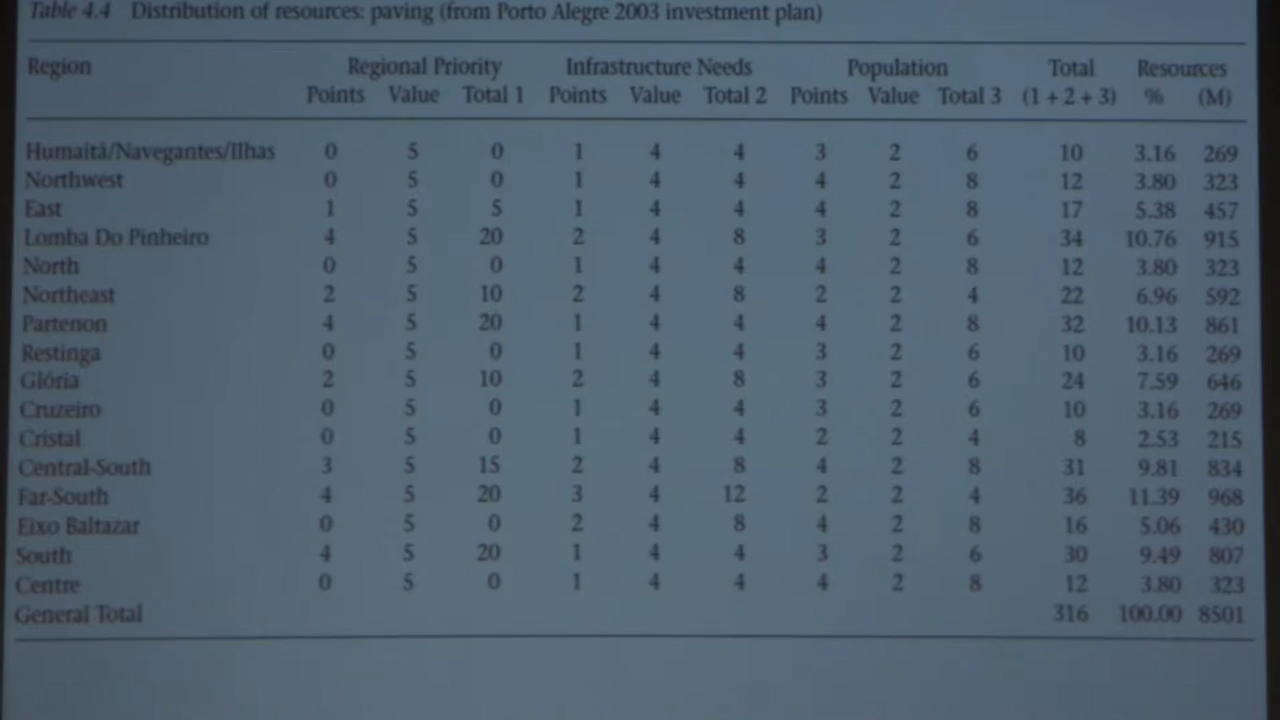 Table 4.4 Distribution of resources: paving (from Porto Alegre 2003 investment plan)
Region Regional Priority Infrastructure Needs Population Total Resources
Points Value Total 1 Points Value Total 2 Points Value Total 3 (1 + 2 + 3) % (M)
Humaitá/Navegantes/Ilhas 0 5 0 1 4 4 3 2 6 10 3.16 269
Northwest 0 5 0 1 4 4 4 2 8 12 3.80 323
East 1 5 5 1 4 4 4 2 8 17 5.38 457
Lomba Do Pinheiro 4 5 20 2 4 8 3 2 6 34 10.76 915
North 0 5 0 1 4 4 4 2 8 12 3.80 323
Northeast 2 5 10 2 4 8 2 2 4 22 6.96 592
Partenon 4 5 20 1 4 4 4 2 8 32 10.13 861
Restinga 0 5 0 1 4 4 3 2 6 10 3.16 269
Glória 2 5 10 2 4 8 3 2 6 24 7.59 646
Cruzeiro 0 5 0 1 4 4 3 2 6 10 3.16 269
Cristal 0 5 0 1 4 4 2 2 4 8 2.53 215
Central-South 3 5 15 2 4 8 4 2 8 31 9.81 834
Far-South 4 5 20 3 4 12 2 2 4 36 11.39 968
Eixo Baltazar 0 5 0 2 4 8 4 2 8 16 5.06 430
South 4 5 20 1 4 4 3 2 6 30 9.49 807
Centre 0 5 0 1 4 4 4 2 8 12 3.80 323
General Total 316 100.00 8501